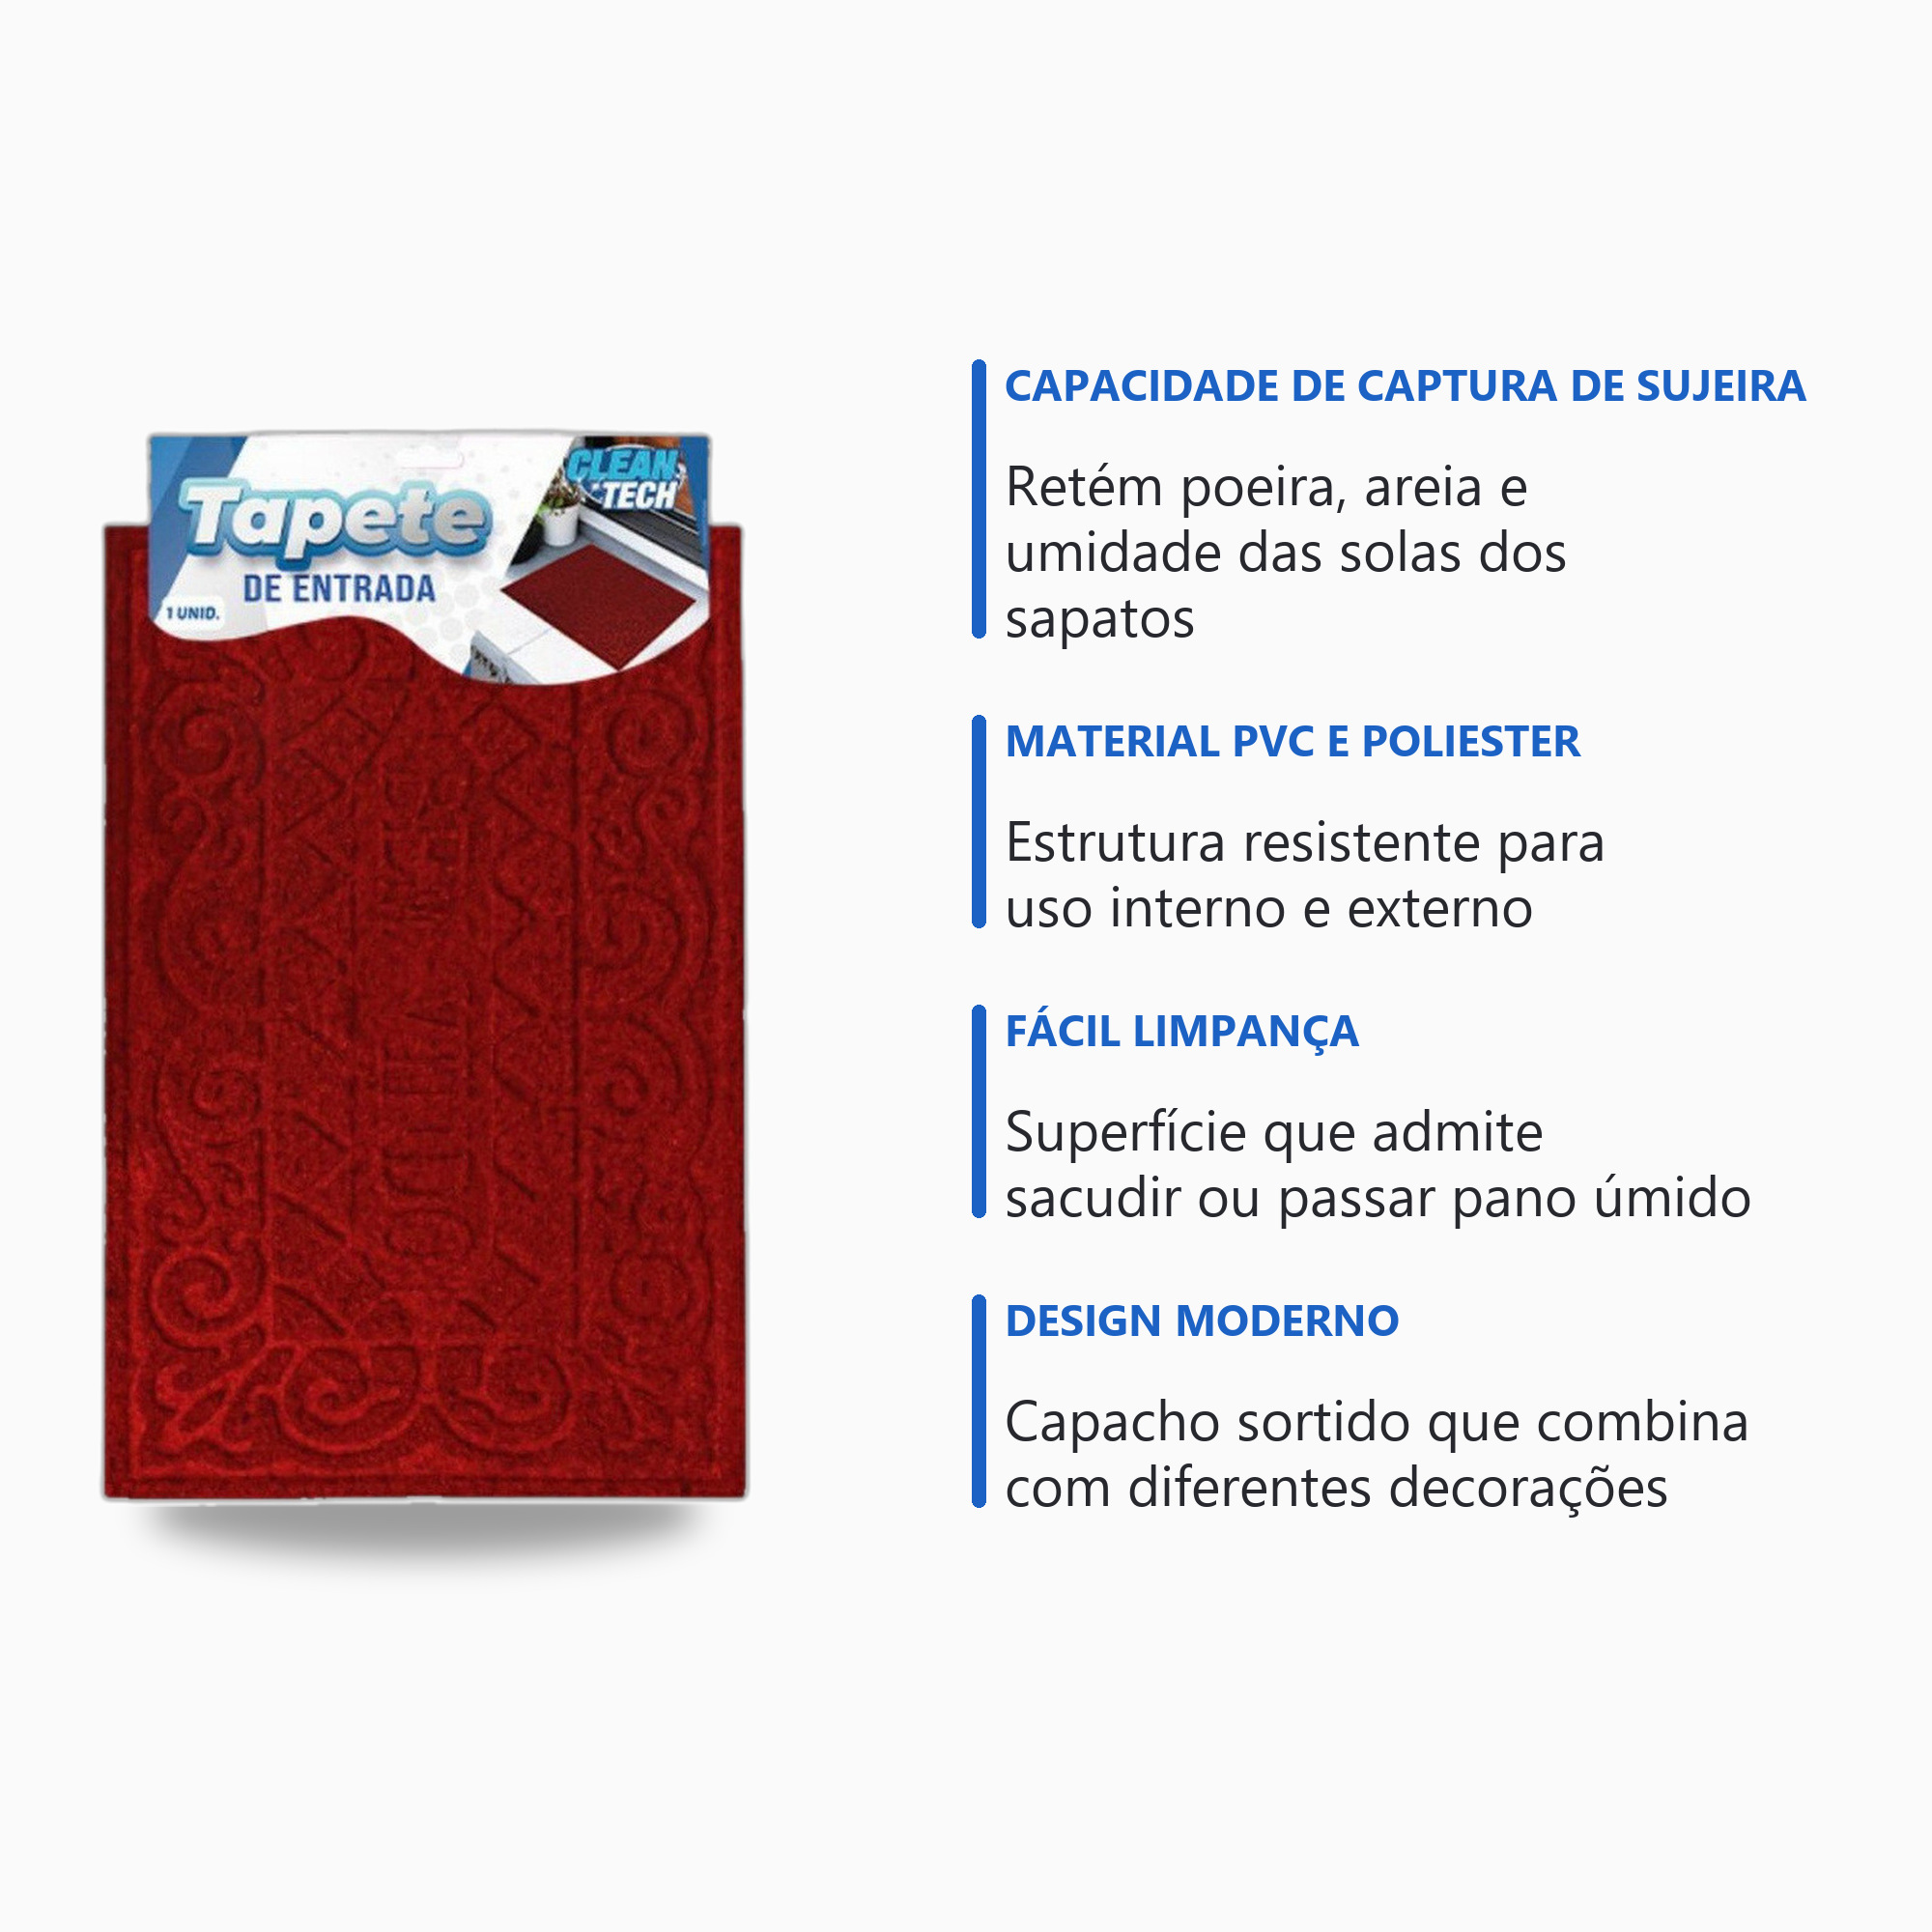 CLEAN
TECH
Tapete
DE ENTRADA
1 UNID.
CAPACIDADE DE CAPTURA DE SUJEIRA
Retém poeira, areia e
umidade das solas dos
sapatos
MATERIAL PVC E POLIESTER
Estrutura resistente para
uso interno e externo
FÁCIL LIMPANÇA
Superfície que admite
sacudir ou passar pano úmido
DESIGN MODERNO
Capacho sortido que combina
com diferentes decorações